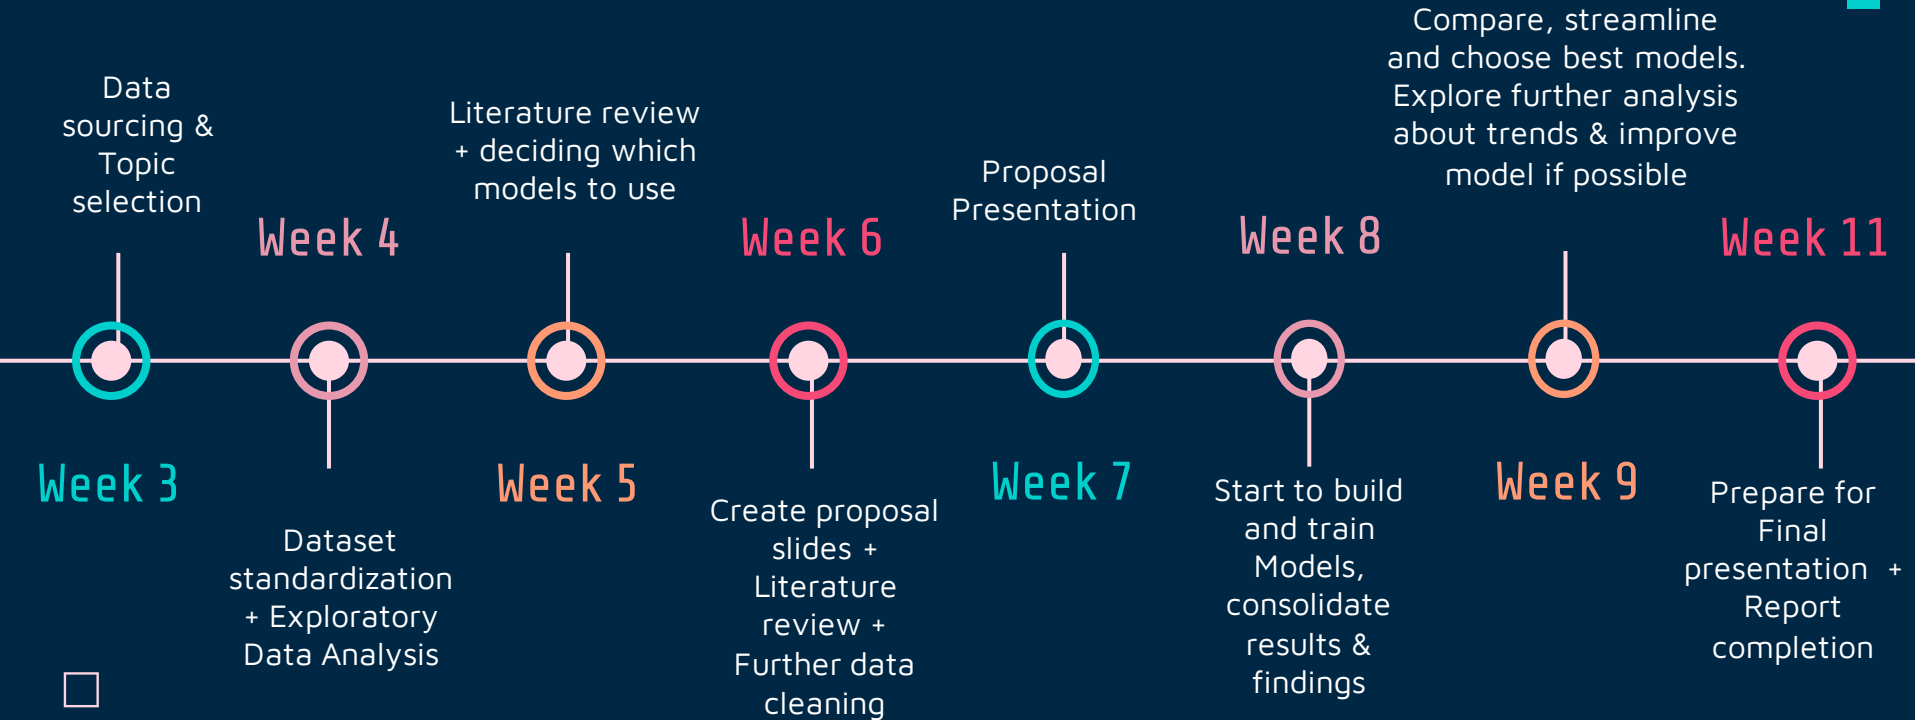 Data
sourcing &
Topic
selection
Week 3
Week 4
Dataset
standardization
+ Exploratory
Data Analysis
Literature review
+ deciding which
models to use
Week 5
Week 6
Create proposal
slides +
Literature
review +
Further data
cleaning
Proposal
Presentation
Week 7
Week 8
Start to build
and train
Models,
consolidate
results &
findings
Compare, streamline
and choose best models.
Explore further analysis
about trends & improve
model if possible
Week 9
Week 11
Prepare for
Final
presentation +
Report
completion